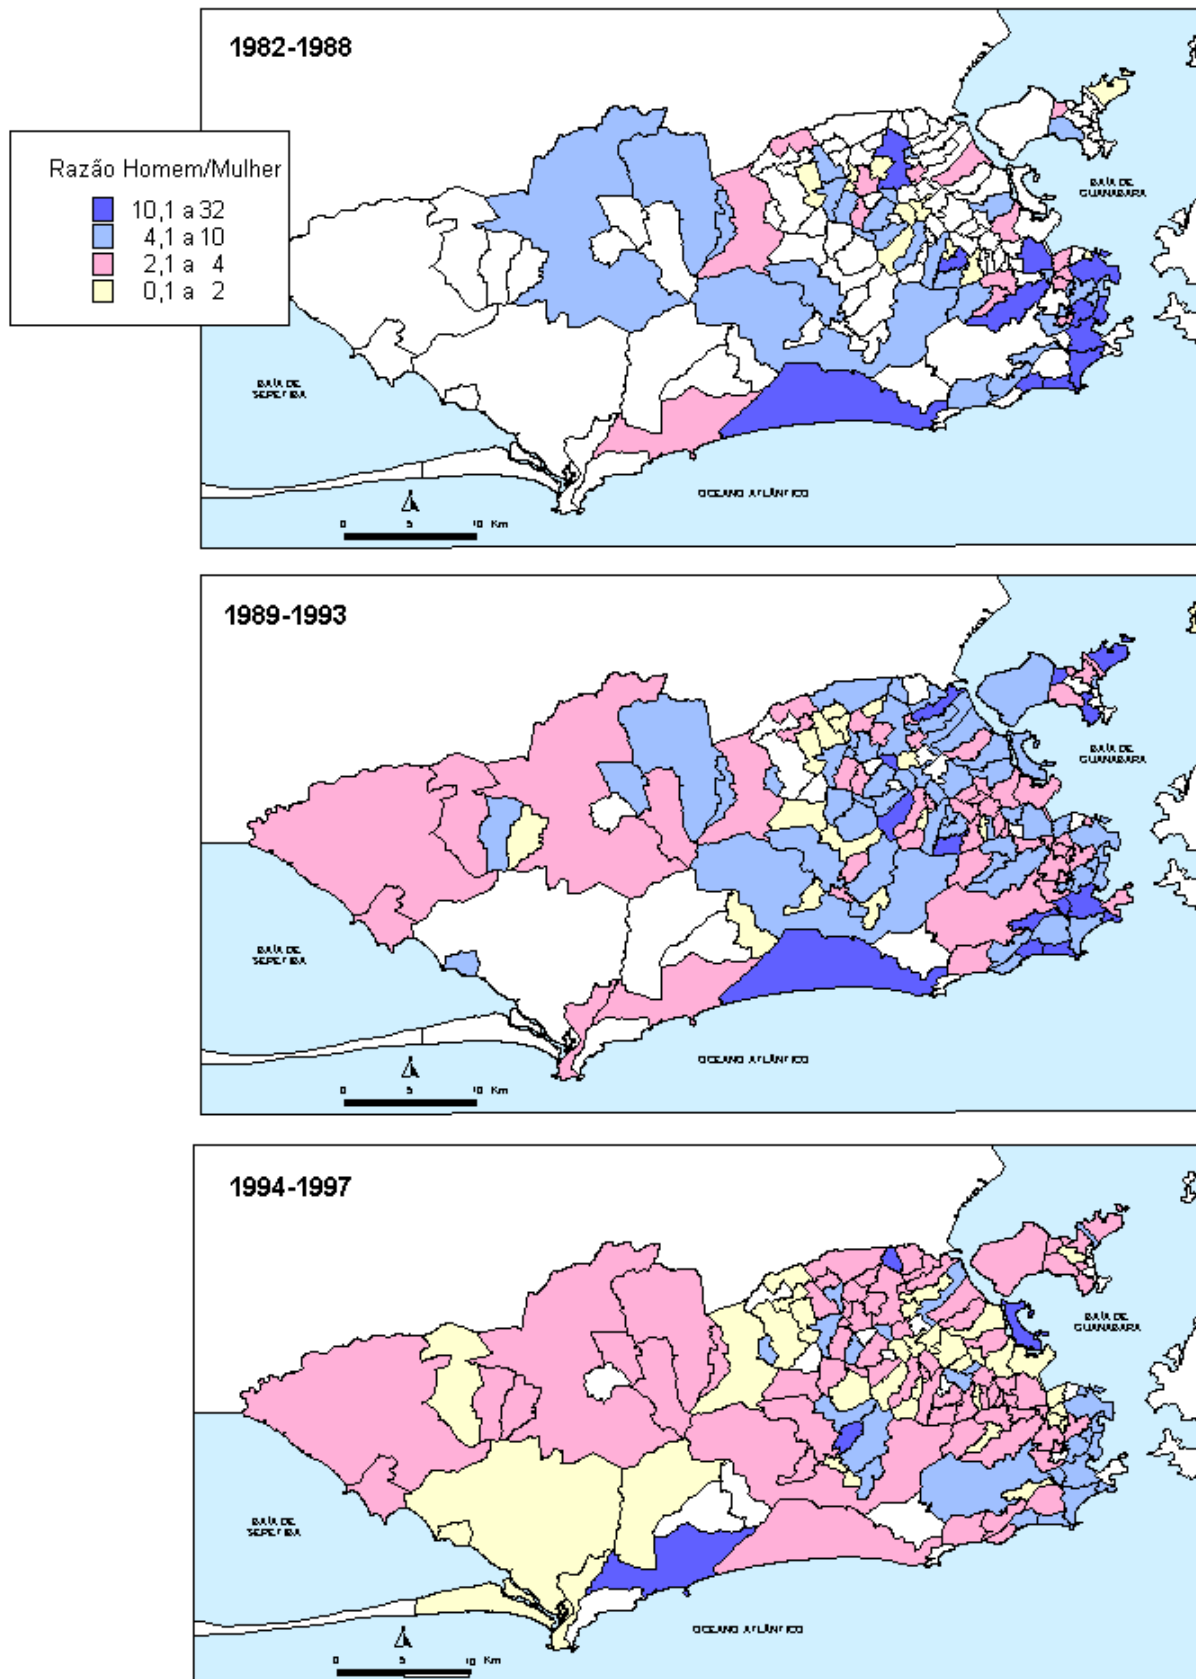 1982-1988
Razão Homem/Mulher
10,1 a 32
4,1 a 10
2,1 a 4
0,1 a 2
BAÍA DE
GUANABARA
BAÍA DE
SEPETIBA
OCEANO ATLÂNTICO
0 5 10 Km
1989-1993
BAÍA DE
GUANABARA
BAÍA DE
SEPETIBA
OCEANO ATLÂNTICO
0 5 10 Km
1994-1997
BAÍA DE
GUANABARA
BAÍA DE
SEPETIBA
OCEANO ATLÂNTICO
0 5 10 Km